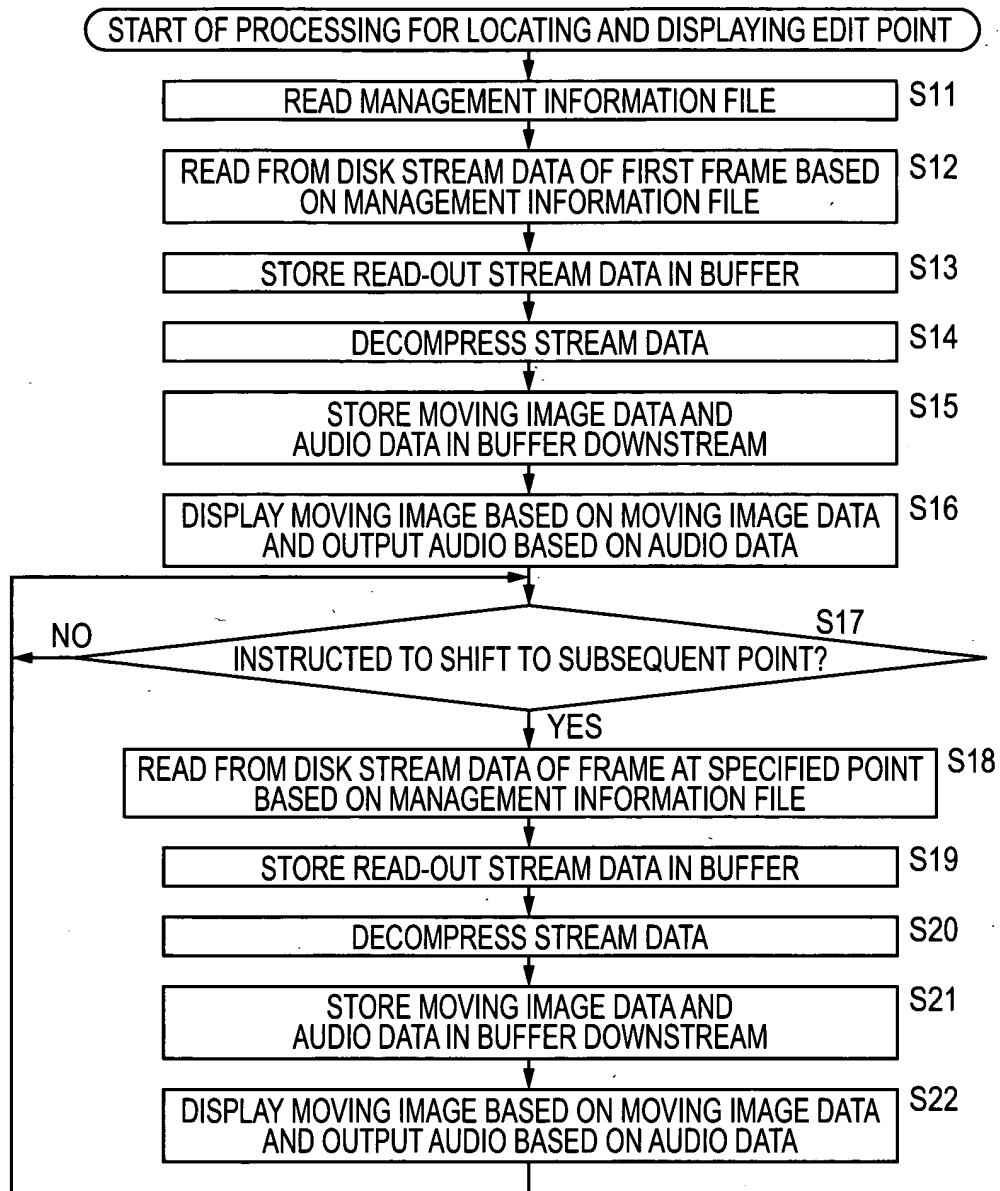 START OF PROCESSING FOR LOCATING AND DISPLAYING EDIT POINT
READ MANAGEMENT INFORMATION FILE
S11
READ FROM DISK STREAM DATA OF FIRST FRAME BASED
ON MANAGEMENT INFORMATION FILE
S12
STORE READ-OUT STREAM DATA IN BUFFER
S13
DECOMPRESS STREAM DATA
S14
STORE MOVING IMAGE DATA AND
AUDIO DATA IN BUFFER DOWNSTREAM
S15
DISPLAY MOVING IMAGE BASED ON MOVING IMAGE DATA
AND OUTPUT AUDIO BASED ON AUDIO DATA
S16
S17
NO
INSTRUCTED TO SHIFT TO SUBSEQUENT POINT?
YES
READ FROM DISK STREAM DATA OF FRAME AT SPECIFIED POINT
BASED ON MANAGEMENT INFORMATION FILE
S18
STORE READ-OUT STREAM DATA IN BUFFER
S19
DECOMPRESS STREAM DATA
S20
STORE MOVING IMAGE DATA AND
AUDIO DATA IN BUFFER DOWNSTREAM
S21
DISPLAY MOVING IMAGE BASED ON MOVING IMAGE DATA
AND OUTPUT AUDIO BASED ON AUDIO DATA
S22